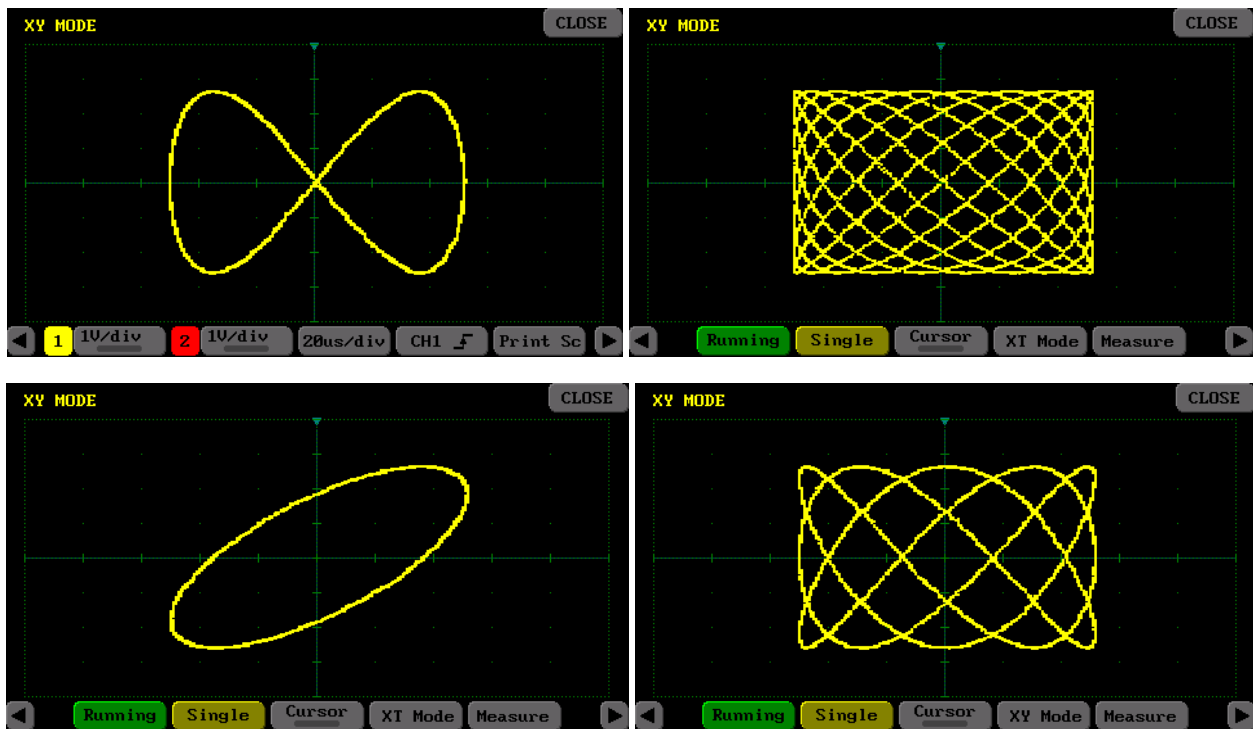 XY MODE CLOSE
1 1V/div 2 1V/div 20us/div CH1 Print Sc
XY MODE CLOSE
Running Single Cursor XT Mode Measure
XY MODE CLOSE
Running Single Cursor XT Mode Measure
XY MODE CLOSE
Running Single Cursor XY Mode Measure